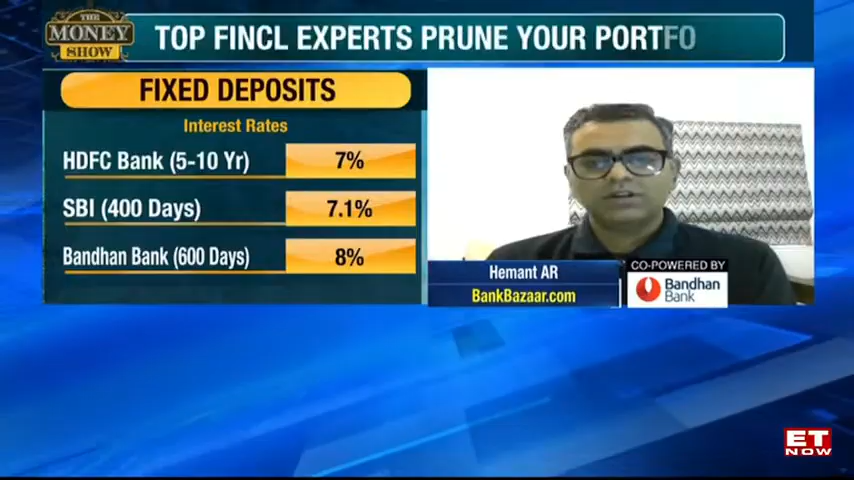 THE
MONEY
SHOW
TOP FINCL EXPERTS PRUNE YOUR PORTFO
FIXED DEPOSITS
Interest Rates
HDFC Bank (5-10 Yr) 7%
SBI (400 Days) 7.1%
Bandhan Bank (600 Days) 8%
Hemant AR
BankBazaar.com
CO-POWERED BY
Bandhan
Bank
ET
NOW